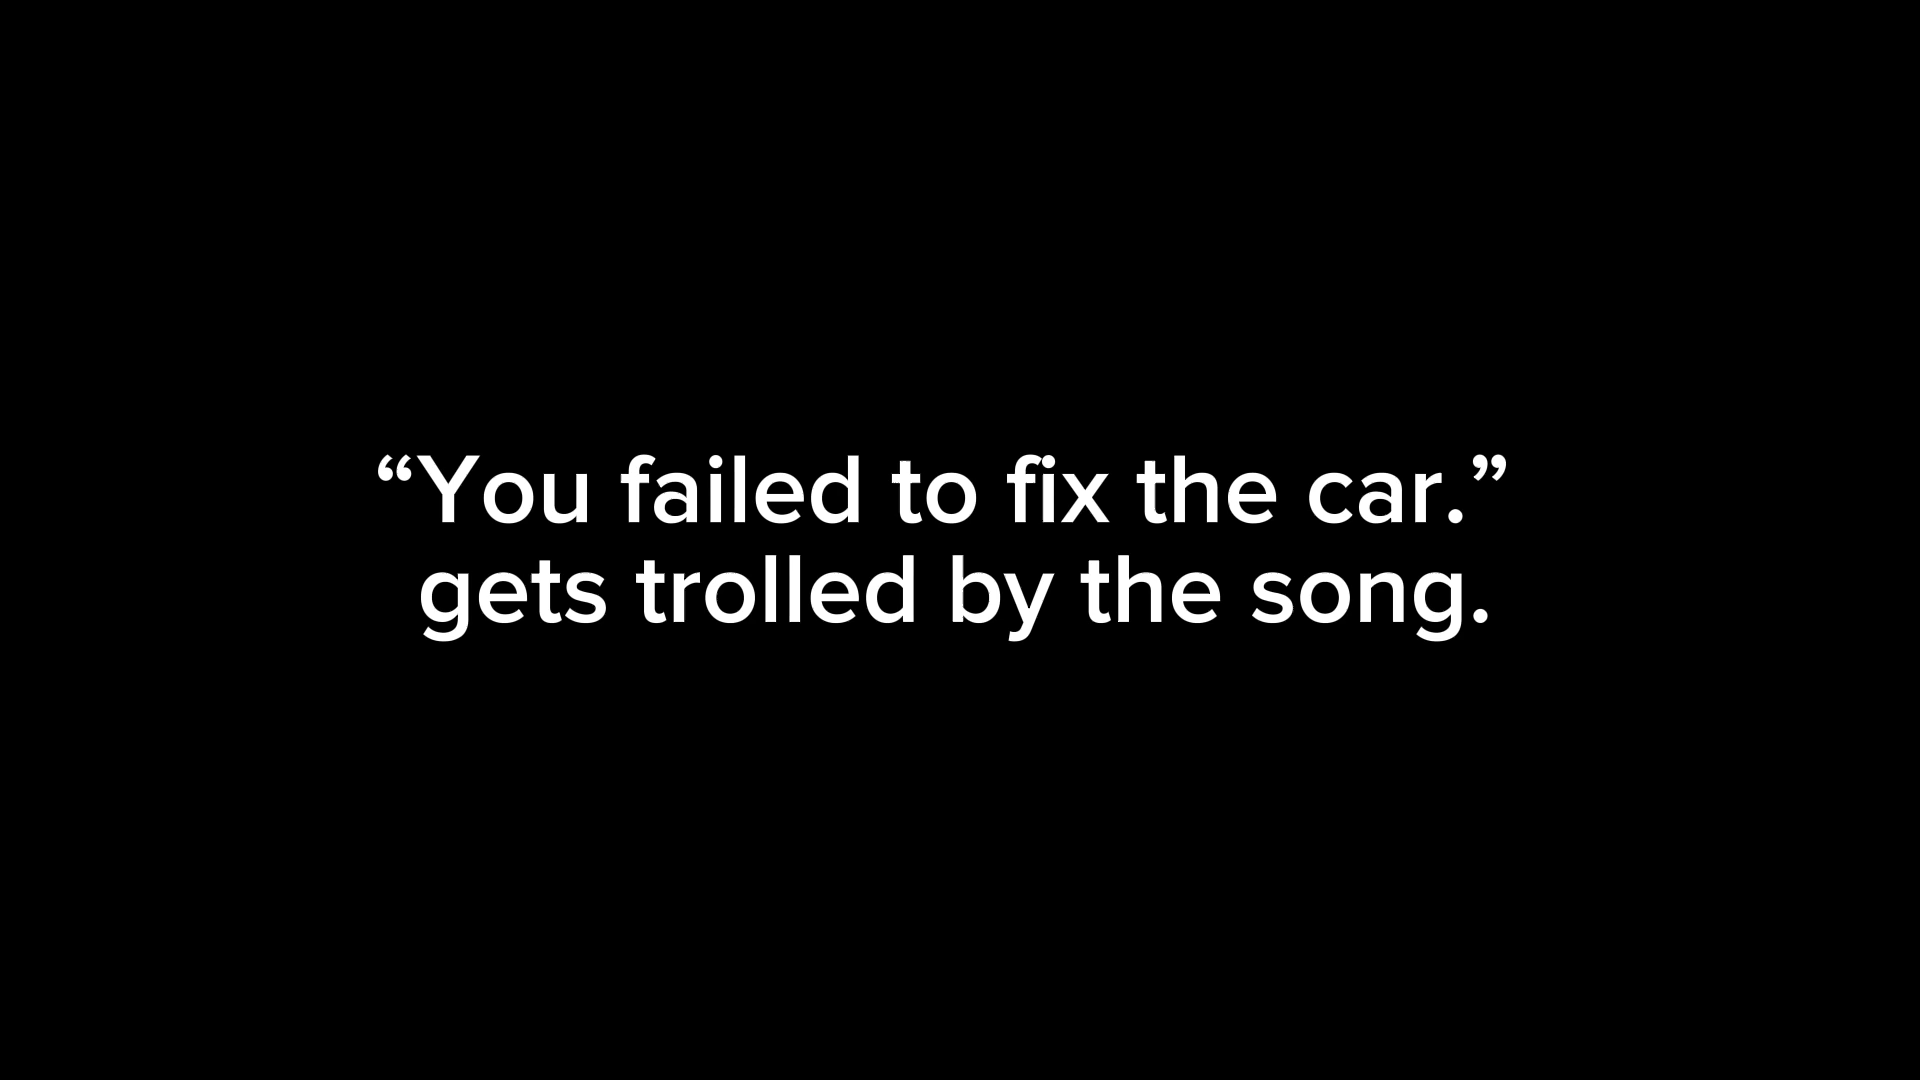 “You failed to fix the car.”
gets trolled by the song.